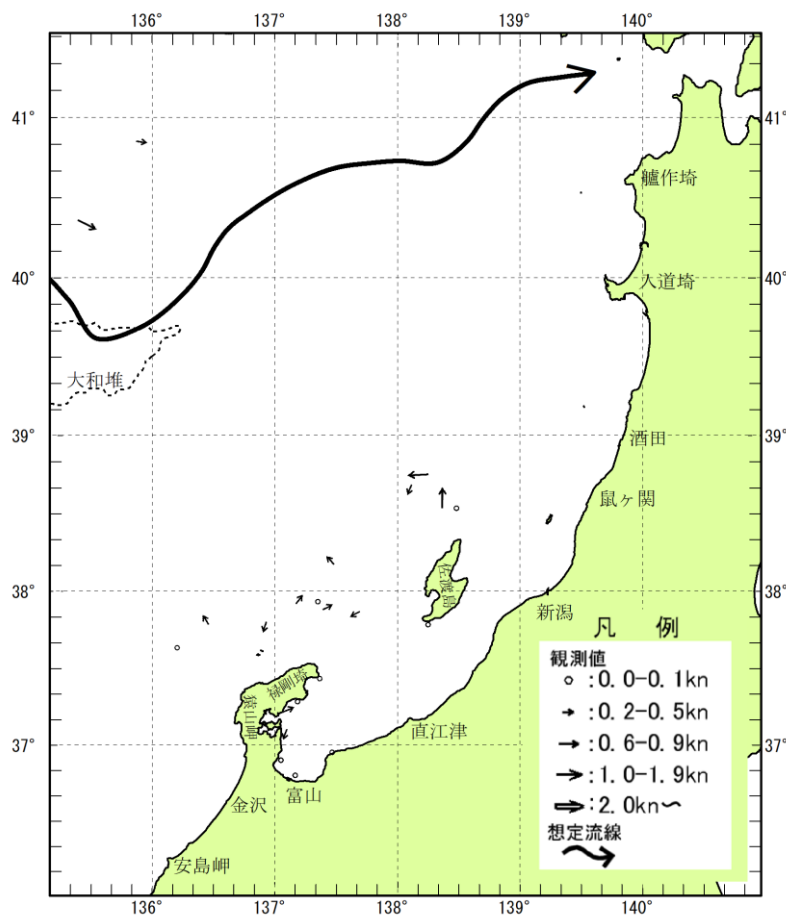 136° 137° 138° 139° 140°
41° 41°
艫作埼
40° 入道埼 40°
大和堆
39° 酒田 39°
鼠ヶ関
38° 佐渡島 38°
新潟
凡 例
観測値
○:0.0-0.1kn
:0.2-0.5kn
:0.6-0.9kn
:1.0-1.9kn
:2.0kn~
想定流線
禄剛埼
猿山岬
37° 直江津 37°
富山
金沢
安島岬
136° 137° 138° 139° 140°